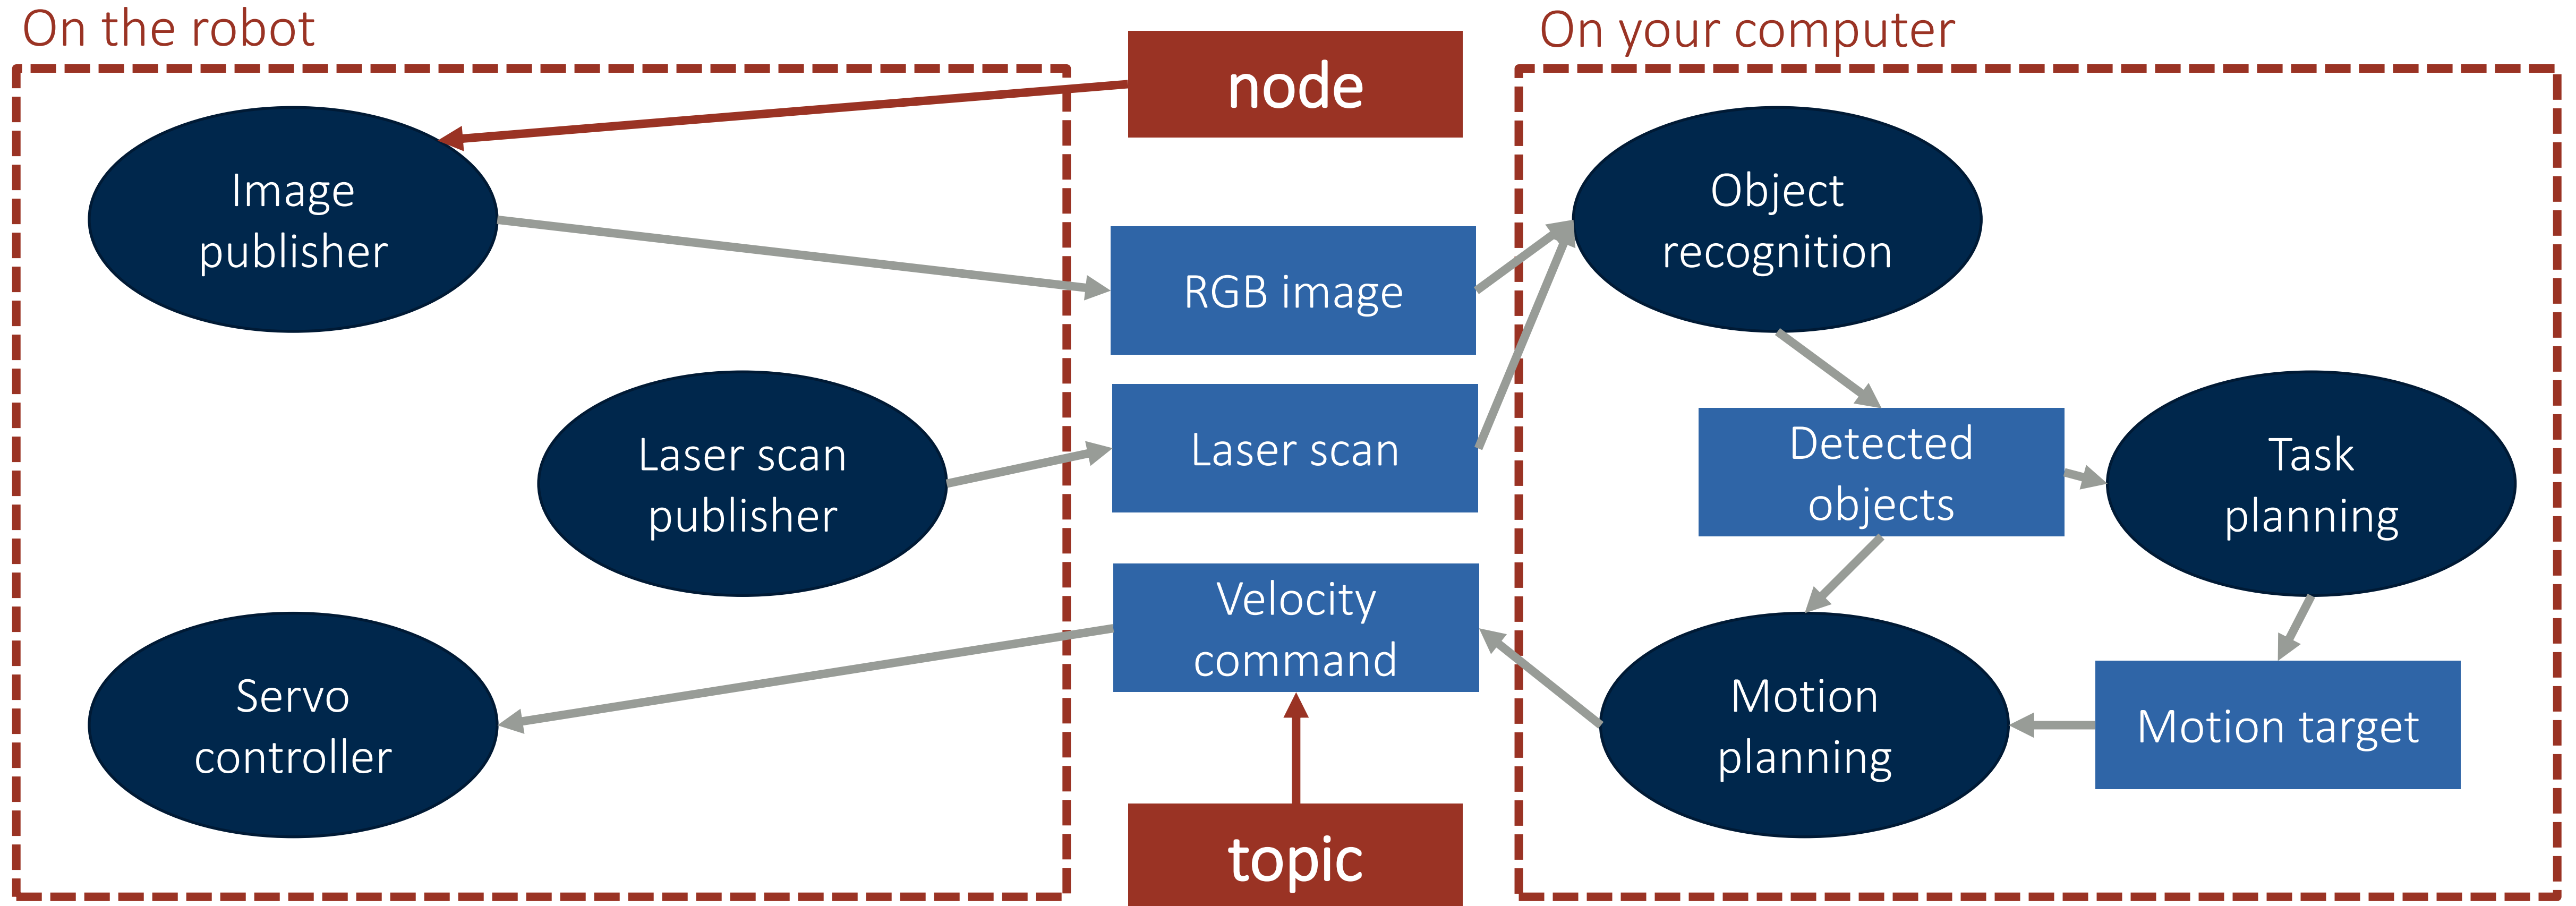 On the robot
node
On your computer
Image
publisher
RGB image
Object
recognition
Laser scan
publisher
Laser scan
Detected
objects
Task
planning
Servo
controller
Velocity
command
Motion
planning
Motion target
topic